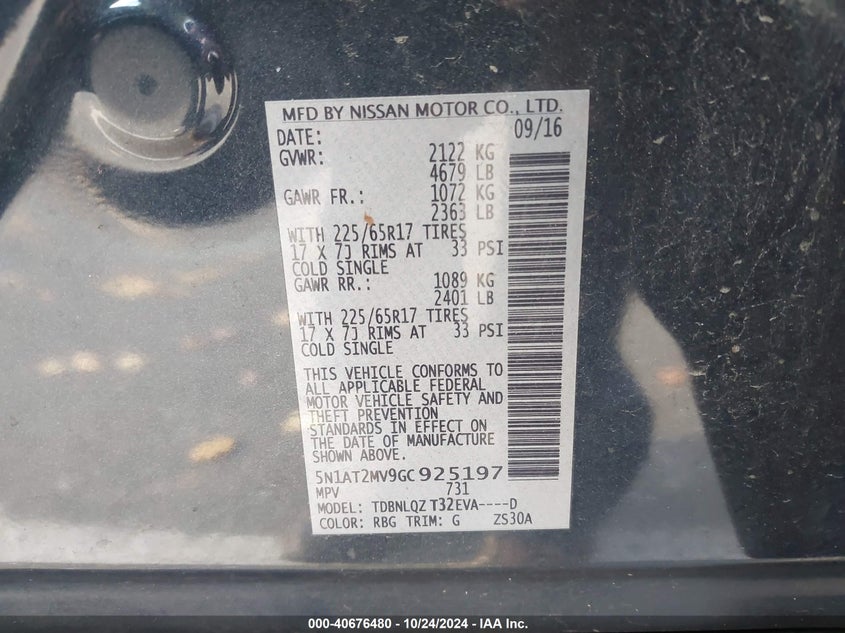 MFD BY NISSAN MOTOR CO., LTD.
DATE: 09/16
GVWR: 2122 KG
4679 LB
GAWR FR.: 1072 KG
2363 LB
WITH 225/65R17 TIRES
17 X 7J RIMS AT 33 PSI
COLD SINGLE
GAWR RR.: 1089 KG
2401 LB
WITH 225/65R17 TIRES
17 X 7J RIMS AT 33 PSI
COLD SINGLE
THIS VEHICLE CONFORMS TO
ALL APPLICABLE FEDERAL
MOTOR VEHICLE SAFETY AND
THEFT PREVENTION
STANDARDS IN EFFECT ON
THE DATE OF MANUFACTURE
SHOWN ABOVE.
5N1AT2MV9GC925197
MPV 731
MODEL: TDBNLQZ T32EVA----D
COLOR: RBG TRIM: G ZS30A
000-40676480 - 10/24/2024 - IAA Inc.